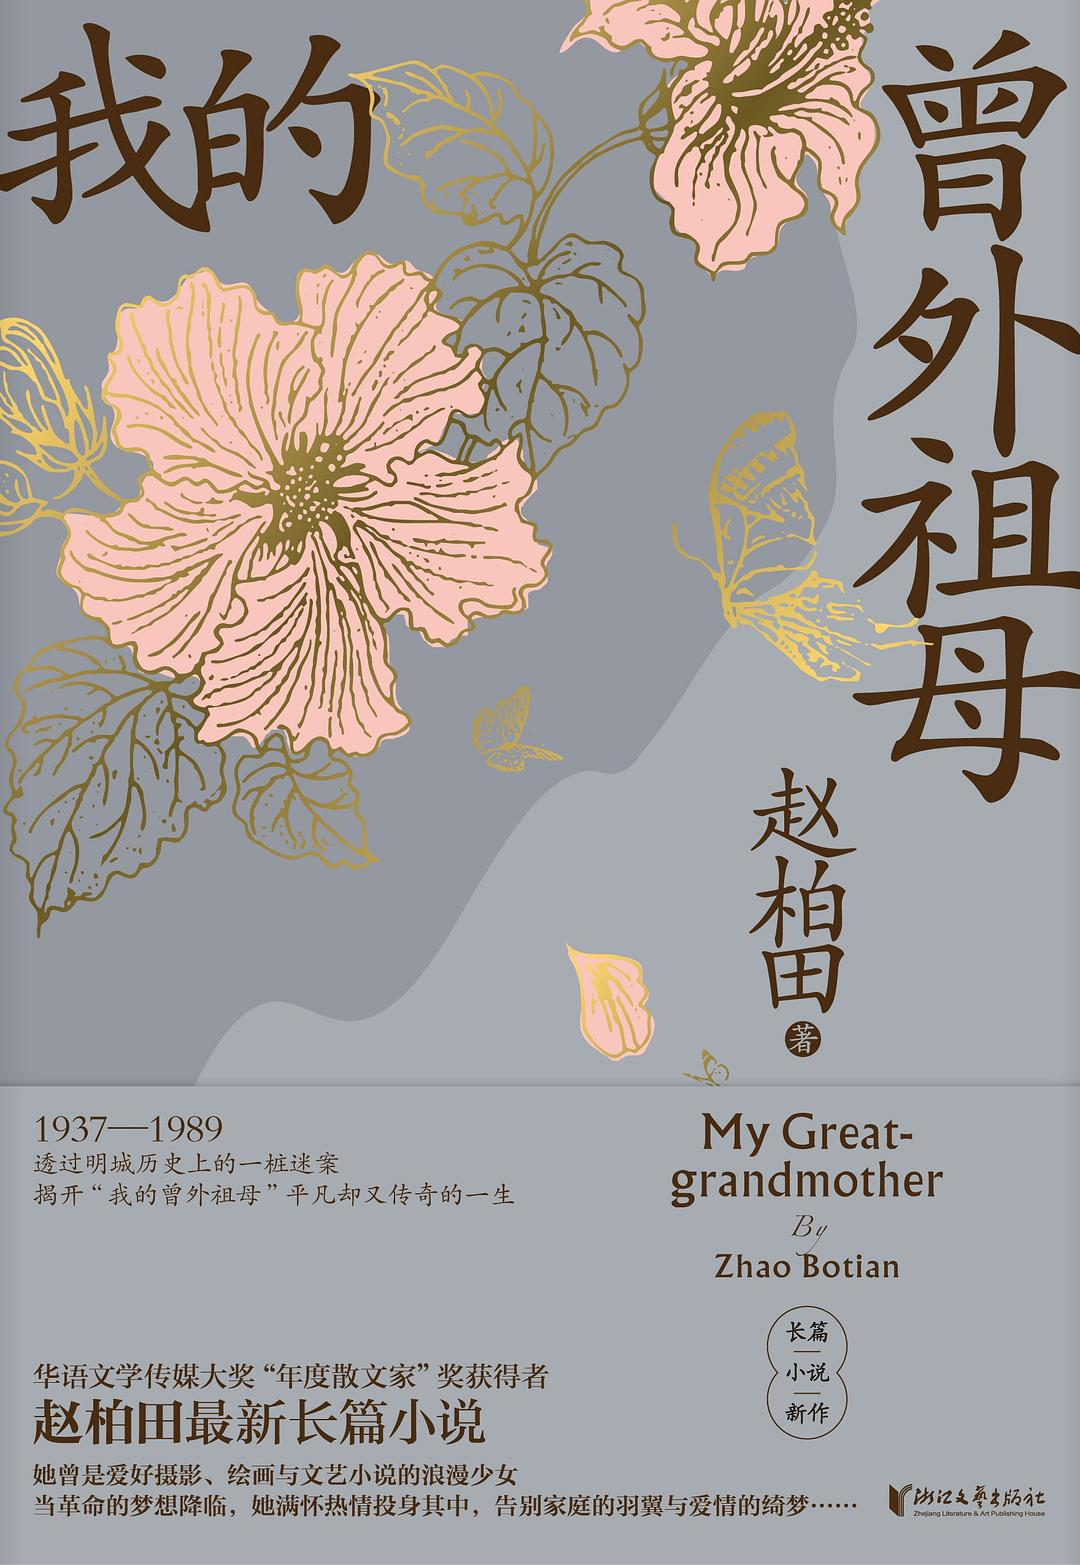 我的
曾外祖母
赵柏田
著
1937—1989
透过明城历史上的一桩迷案
揭开“我的曾外祖母”平凡却又传奇的一生
My Great-
grandmother
By
Zhao Botian
长篇
小说
新作
华语文学传媒大奖“年度散文家”奖获得者
赵柏田最新长篇小说
她曾是爱好摄影、绘画与文艺小说的浪漫少女
当革命的梦想降临，她满怀热情投身其中，告别家庭的羽翼与爱情的绮梦……
浙江文艺出版社
Zhejiang Literature & Art Publishing House